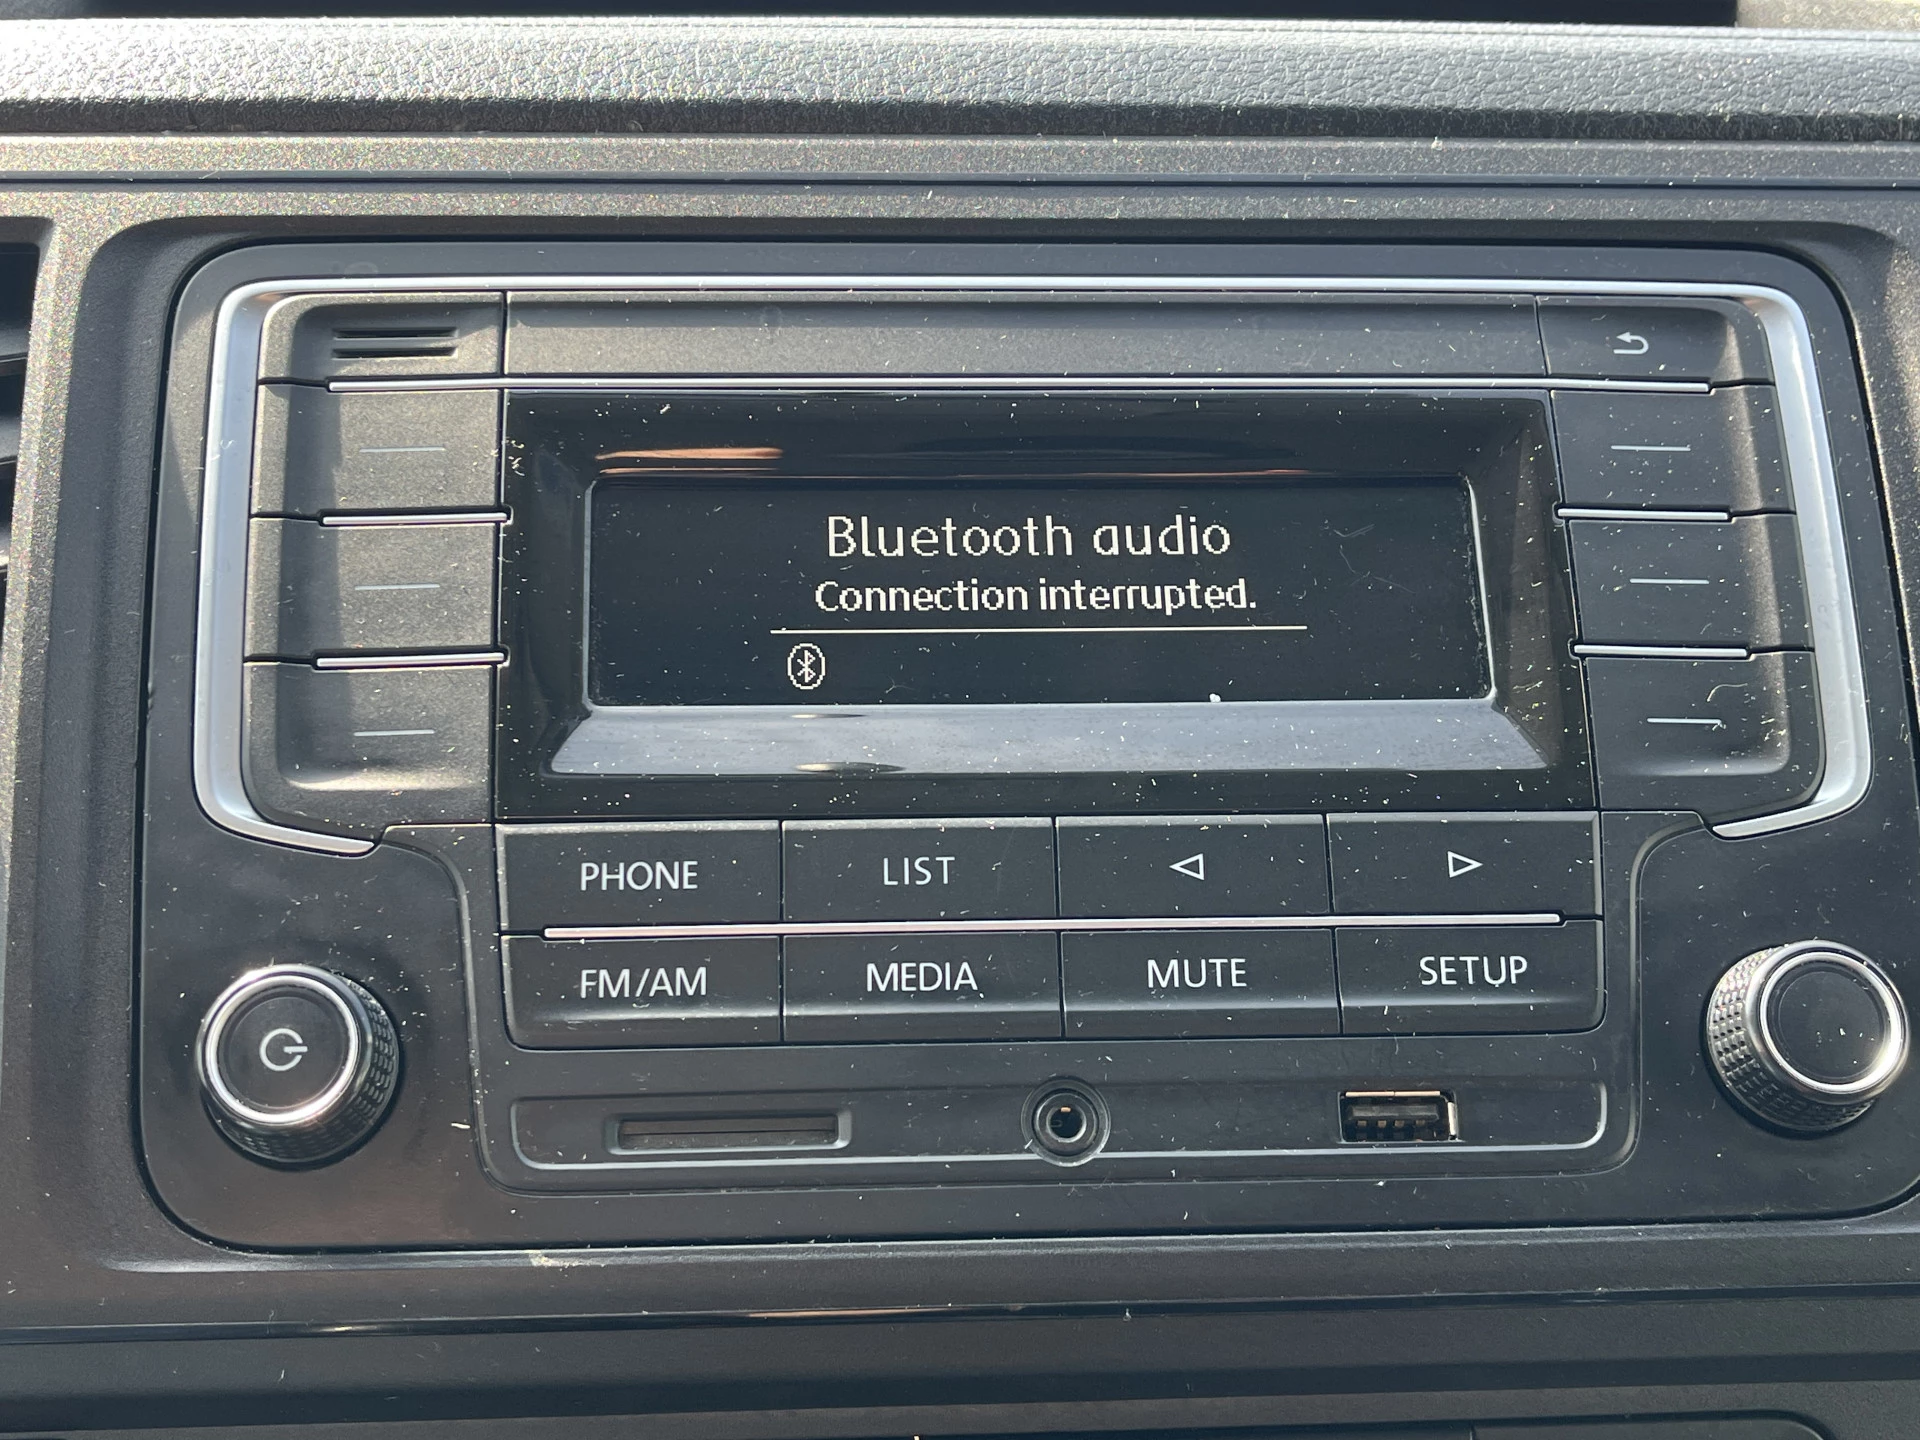 Bluetooth audio
Connection interrupted.
PHONE LIST
FM/AM MEDIA MUTE SETUP